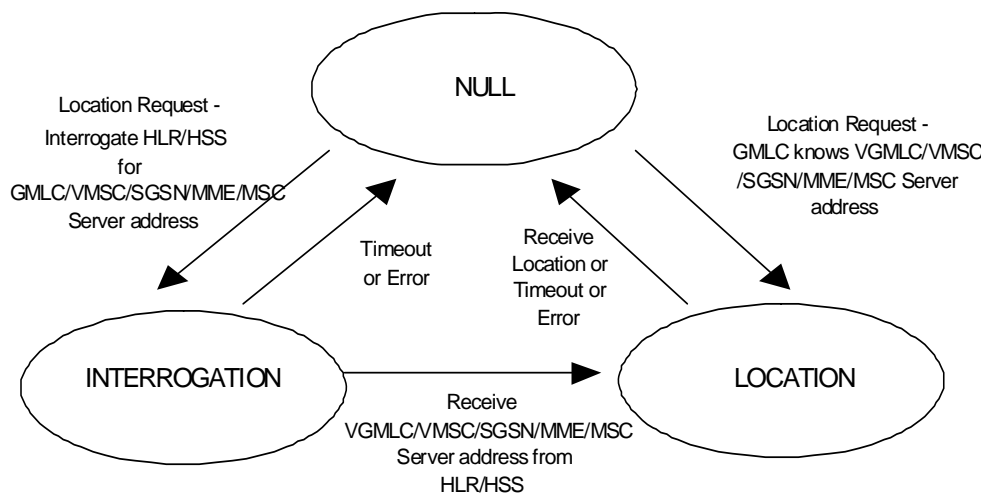 NULL
Location Request -
Interrogate HLR/HSS
for
GMLC/VMSC/SGSN/MME/MSC
Server address
Location Request -
GMLC knows VGMLC/VMSC
/SGSN/MME/MSC Server
address
Timeout
or Error
Receive
Location or
Timeout or
Error
INTERROGATION
LOCATION
Receive
VGMLC/VMSC/SGSN/MME/MSC
Server address from
HLR/HSS